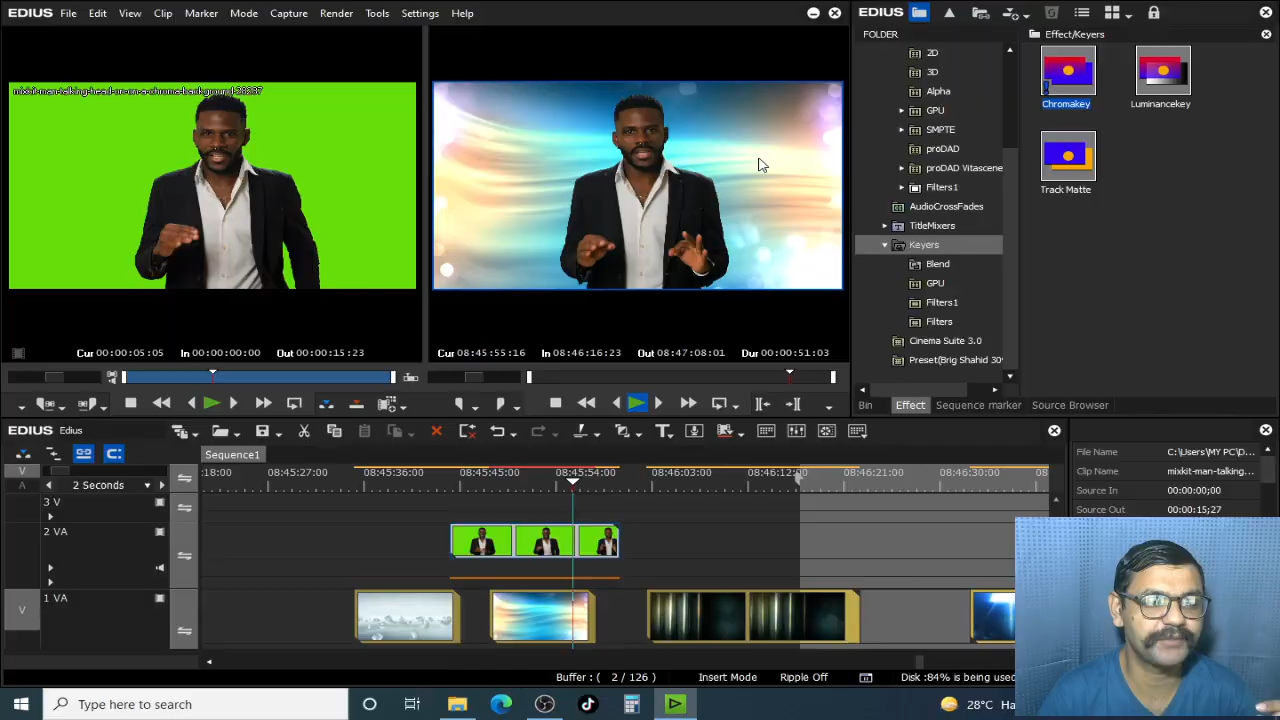 EDIUS File Edit View Clip Marker Mode Capture Render Tools Settings Help
EDIUS
FOLDER
Effect/Keyers
2D
3D
Alpha
GPU
SMPTE
proDAD
proDAD Vitascene
Filters1
AudioCrossFades
TitleMixers
Keyers
Blend
GPU
Filters1
Filters
Cinema Suite 3.0
Preset(Brig Shahid 30
Chromakey
Luminancekey
Track Matte
Cur 00:00:05:05 In 00:00:00:00 Out 00:00:15:23
Cur 08:45:55:16 In 08:46:16:23 Out 08:47:08:01 Dur 00:00:51:03
Bin Effect Sequence marker Source Browser
EDIUS Edius
Sequence1
V
A
2 Seconds
:18:00 08:45:27:00 08:45:36:00 08:45:45:00 08:45:54:00 08:46:03:00 08:46:12:00 08:46:21:00 08:46:30:00 08
3 V
2 VA
V
1 VA
File Name C:\Users\MY PC\D...
Clip Name mixkit-man-talking...
Source In 00:00:00;00
Source Out 00:00:15;27
Buffer : ( 2 / 126 ) Insert Mode Ripple Off Disk :84% is being used
Type here to search
28°C Ha